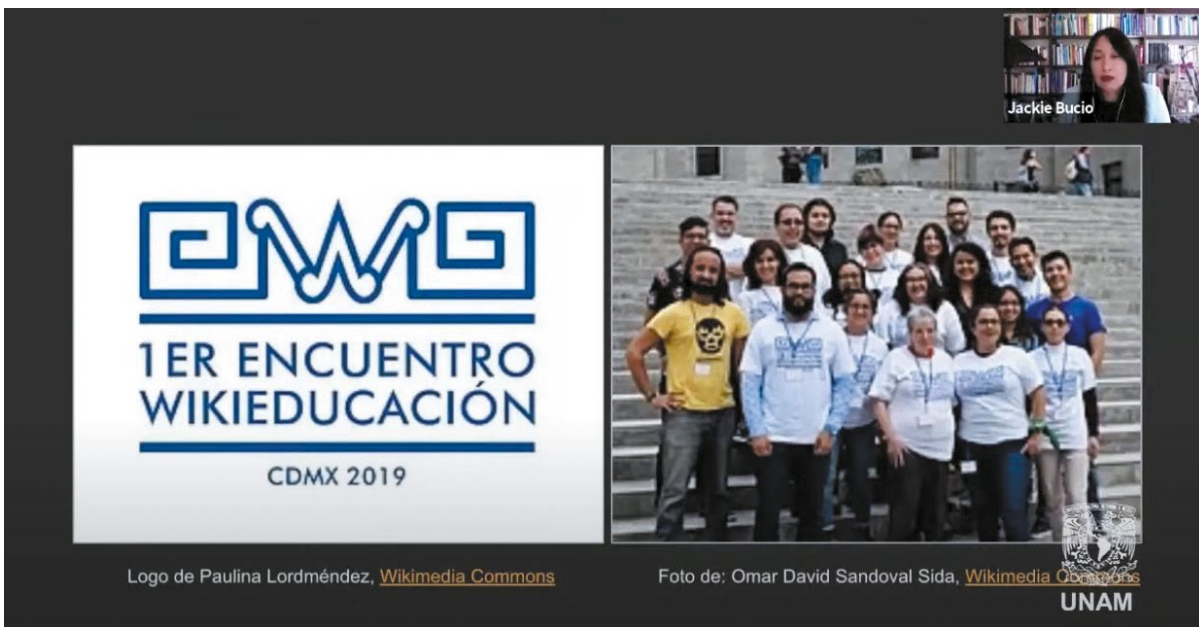 Jackie Bucio
1ER ENCUENTRO
WIKIEDUCACIÓN
CDMX 2019
Logo de Paulina Lordméndez, Wikimedia Commons
Foto de: Omar David Sandoval Sida, Wikimedia Commons
UNAM